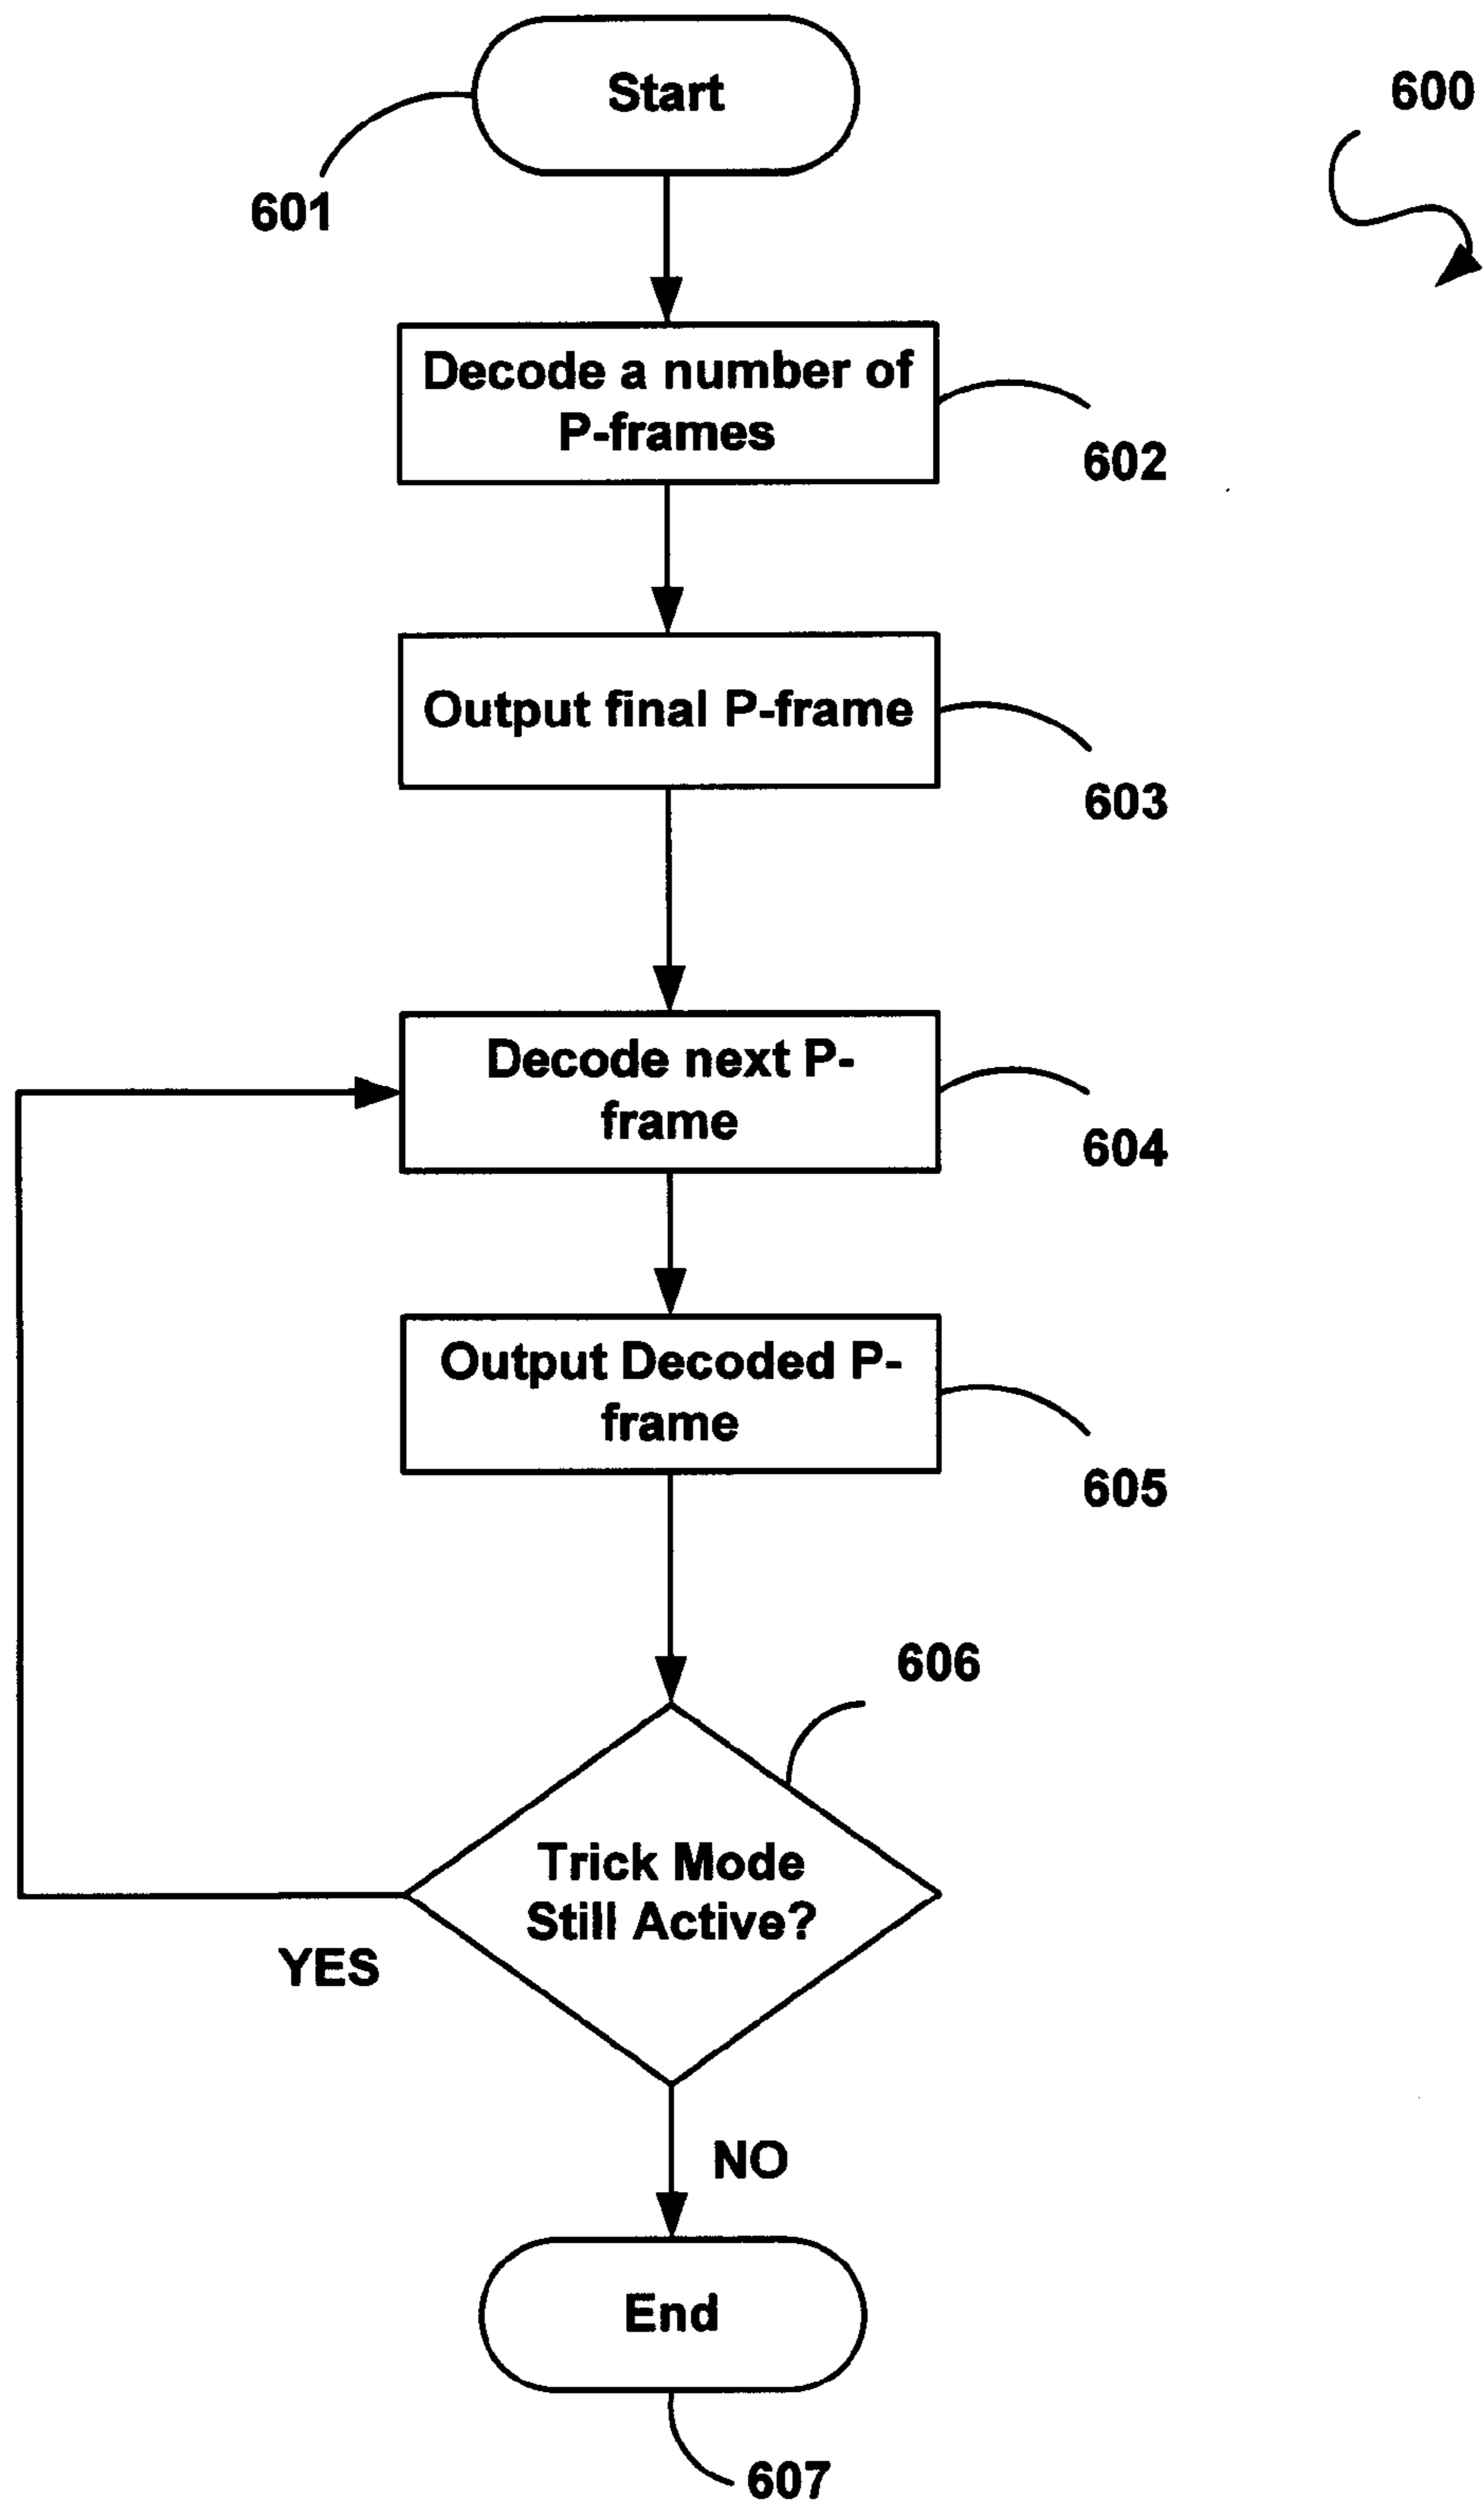 Start
600
601
Decode a number of
P-frames
602
Output final P-frame
603
Decode next P-
frame
604
Output Decoded P-
frame
605
606
Trick Mode
Still Active?
YES
NO
End
607